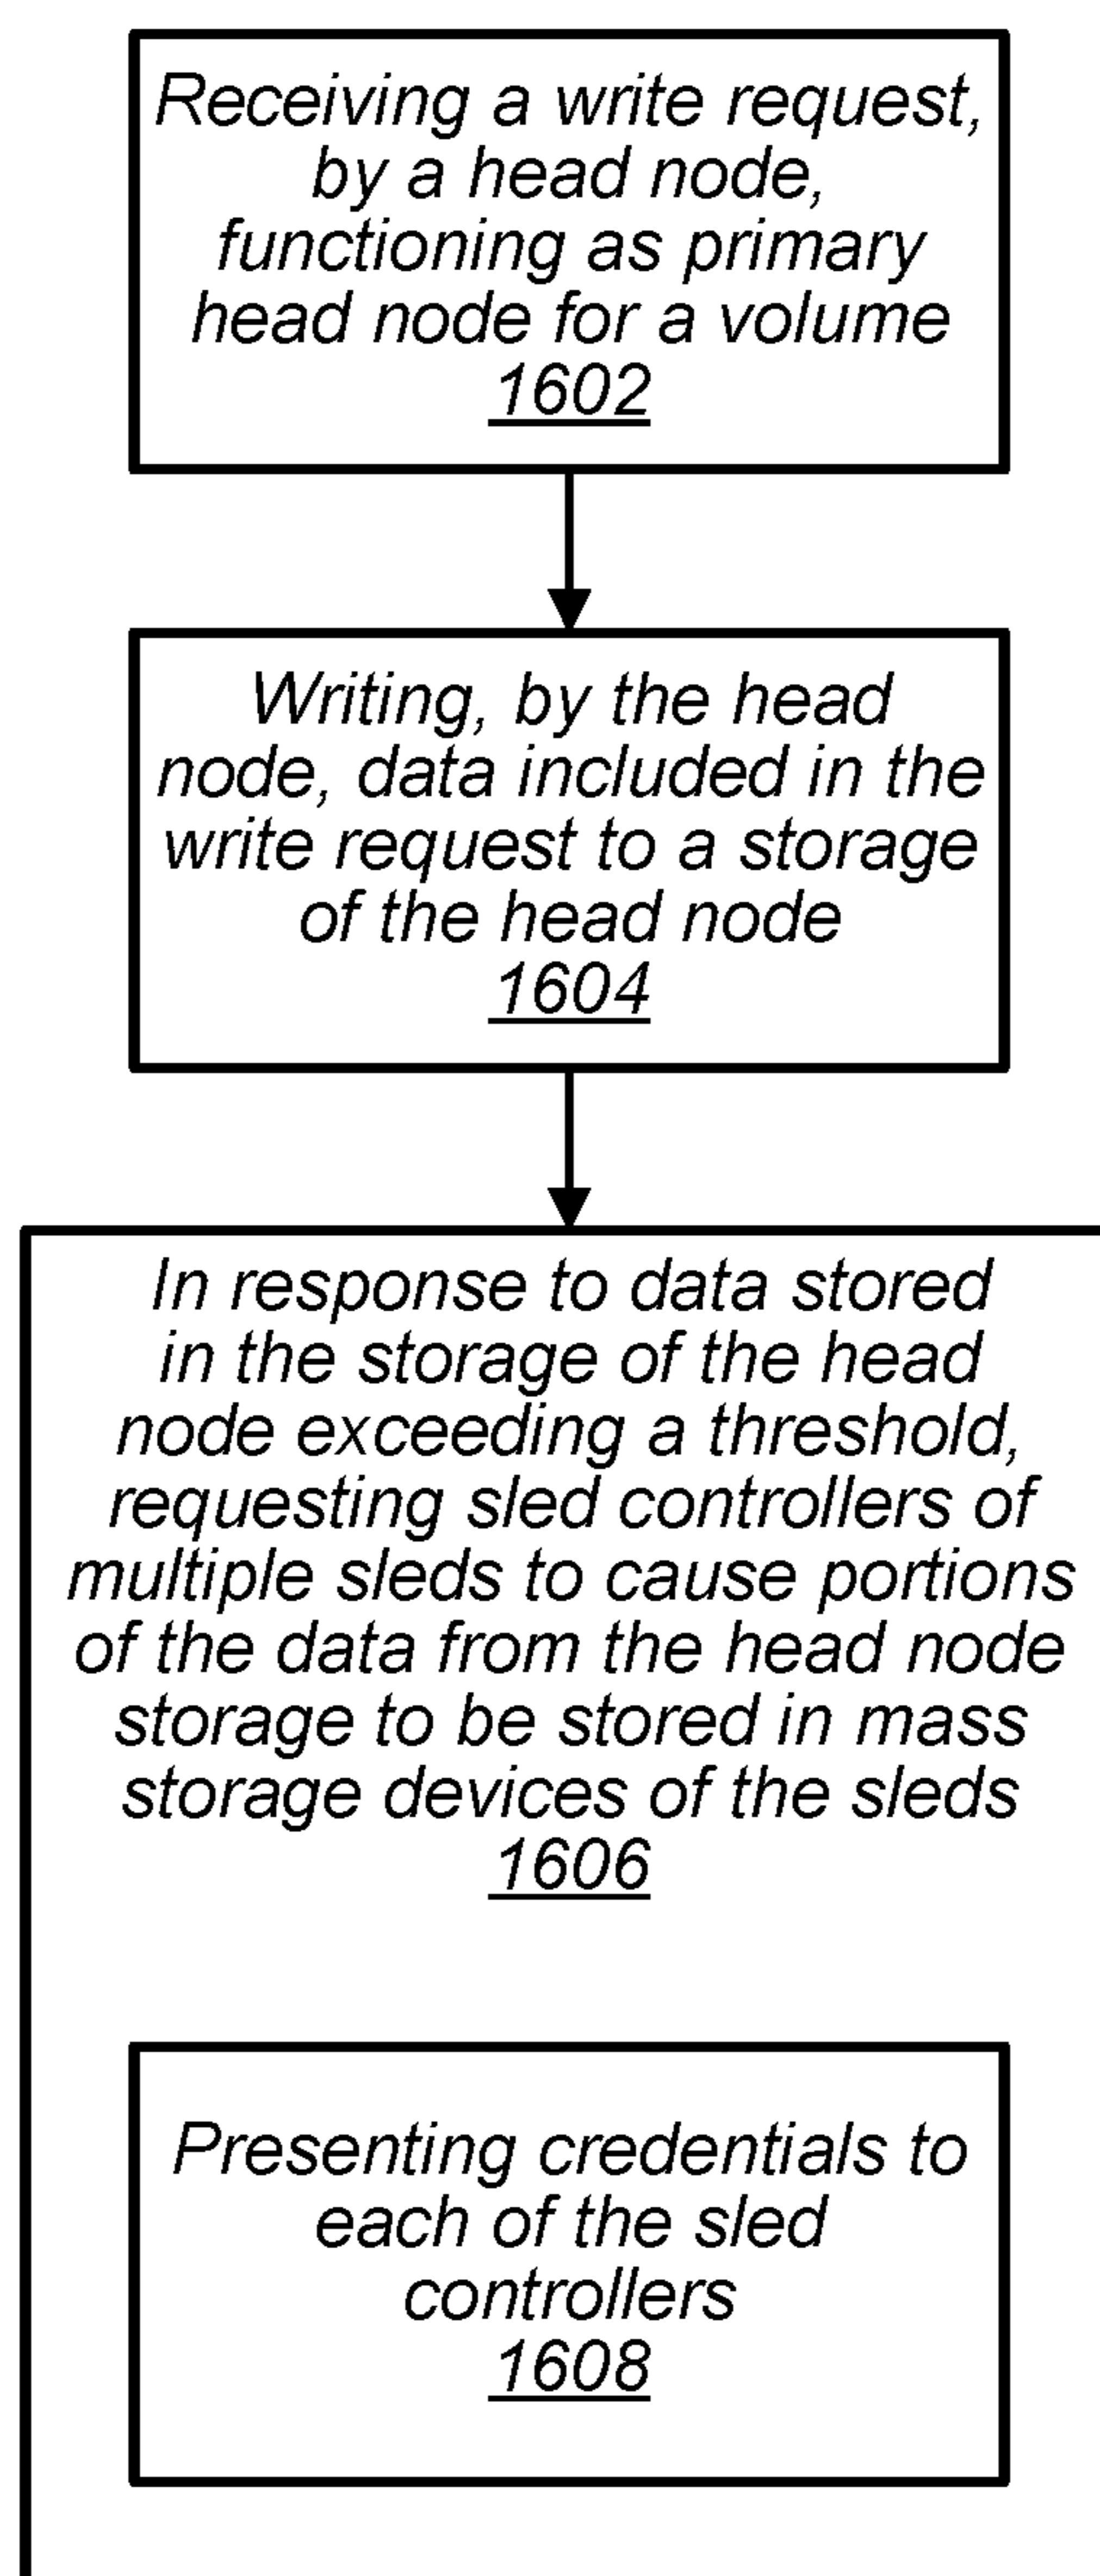 Receiving a write request,
by a head node,
functioning as primary
head node for a volume
1602
Writing, by the head
node, data included in the
write request to a storage
of the head node
1604
In response to data stored
in the storage of the head
node exceeding a threshold,
requesting sled controllers of
multiple sleds to cause portions
of the data from the head node
storage to be stored in mass
storage devices of the sleds
1606
Presenting credentials to
each of the sled
controllers
1608